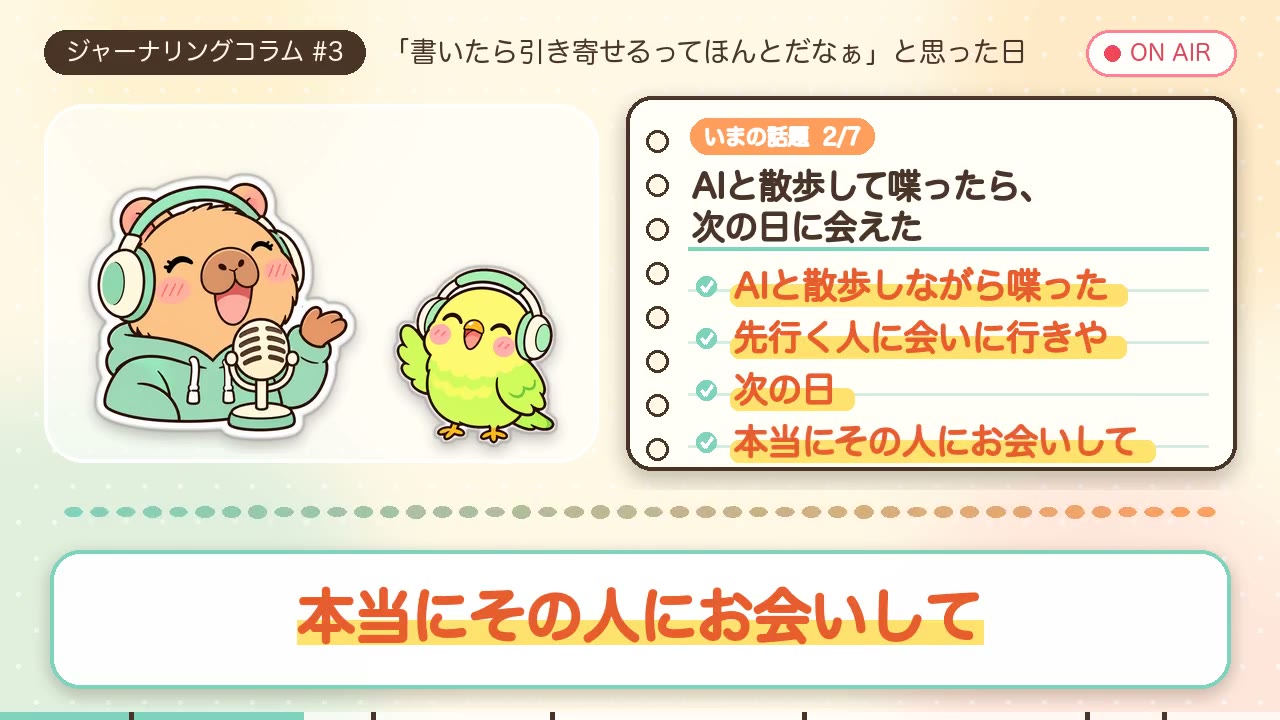 ジャーナリングコラム #3
「書いたら引き寄せるってほんとだなぁ」と思った日
ON AIR
いまの話題 2/7
AIと散歩して喋ったら、
次の日に会えた
AIと散歩しながら喋った
先行く人に会いに行きや
次の日
本当にその人にお会いして
本当にその人にお会いして